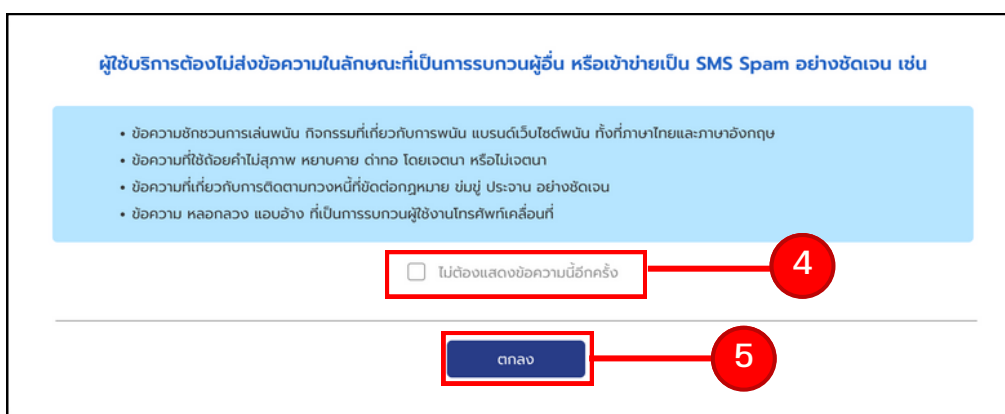 ผู้ใช้บริการต้องไม่ส่งข้อความในลักษณะที่เป็นการรบกวนผู้อื่น หรือเข้าข่ายเป็น SMS Spam อย่างชัดเจน เช่น
• ข้อความชักชวนการเล่นพนัน กิจกรรมที่เกี่ยวกับการพนัน แบรนด์เว็บไซต์พนัน ทั้งที่ภาษาไทยและภาษาอังกฤษ
• ข้อความที่ใช้ถ้อยคำไม่สุภาพ หยาบคาย ด่าทอ โดยเจตนา หรือไม่เจตนา
• ข้อความที่เกี่ยวกับการติดตามทวงหนี้ที่ขัดต่อกฎหมาย ข่มขู่ ประจาน อย่างชัดเจน
• ข้อความ หลอกลวง แอบอ้าง ที่เป็นการรบกวนผู้ใช้งานโทรศัพท์เคลื่อนที่
ไม่ต้องแสดงข้อความนี้อีกครั้ง
4
ตกลง
5